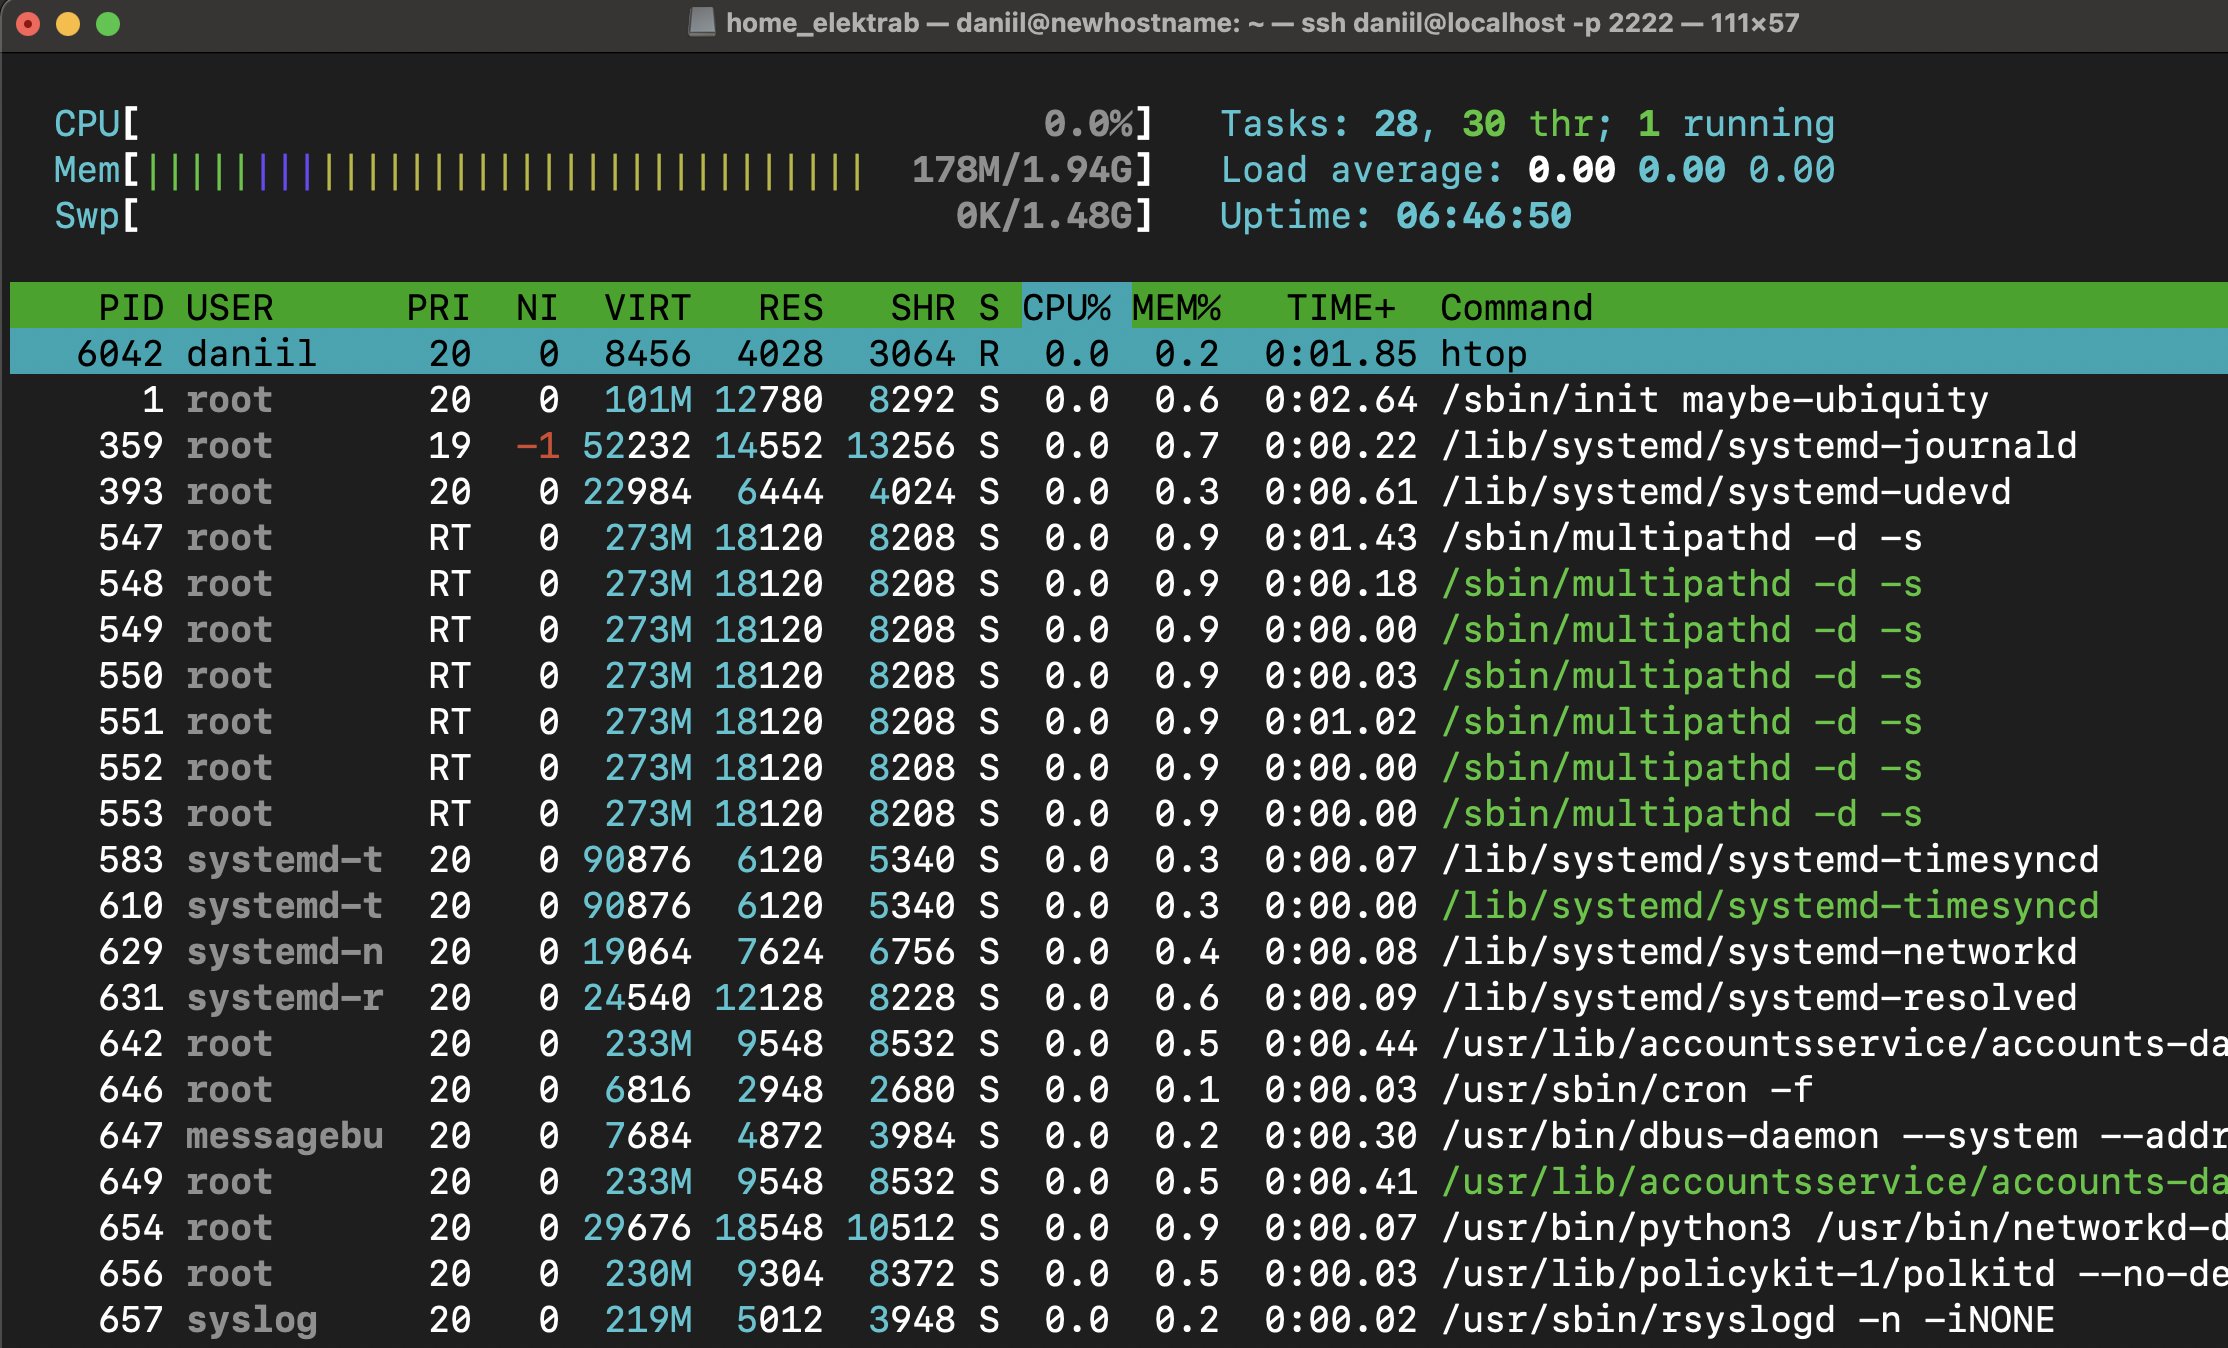 home_elektrab — daniil@newhostname: ~ — ssh daniil@localhost -p 2222 — 111×57
CPU[ 0.0%] Tasks: 28, 30 thr; 1 running
Mem[||||||||||||||||||||||||||||||||| 178M/1.94G] Load average: 0.00 0.00 0.00
Swp[ 0K/1.48G] Uptime: 06:46:50
PID USER PRI NI VIRT RES SHR S CPU% MEM% TIME+ Command
6042 daniil 20 0 8456 4028 3064 R 0.0 0.2 0:01.85 htop
1 root 20 0 101M 12780 8292 S 0.0 0.6 0:02.64 /sbin/init maybe-ubiquity
359 root 19 -1 52232 14552 13256 S 0.0 0.7 0:00.22 /lib/systemd/systemd-journald
393 root 20 0 22984 6444 4024 S 0.0 0.3 0:00.61 /lib/systemd/systemd-udevd
547 root RT 0 273M 18120 8208 S 0.0 0.9 0:01.43 /sbin/multipathd -d -s
548 root RT 0 273M 18120 8208 S 0.0 0.9 0:00.18 /sbin/multipathd -d -s
549 root RT 0 273M 18120 8208 S 0.0 0.9 0:00.00 /sbin/multipathd -d -s
550 root RT 0 273M 18120 8208 S 0.0 0.9 0:00.03 /sbin/multipathd -d -s
551 root RT 0 273M 18120 8208 S 0.0 0.9 0:01.02 /sbin/multipathd -d -s
552 root RT 0 273M 18120 8208 S 0.0 0.9 0:00.00 /sbin/multipathd -d -s
553 root RT 0 273M 18120 8208 S 0.0 0.9 0:00.00 /sbin/multipathd -d -s
583 systemd-t 20 0 90876 6120 5340 S 0.0 0.3 0:00.07 /lib/systemd/systemd-timesyncd
610 systemd-t 20 0 90876 6120 5340 S 0.0 0.3 0:00.00 /lib/systemd/systemd-timesyncd
629 systemd-n 20 0 19064 7624 6756 S 0.0 0.4 0:00.08 /lib/systemd/systemd-networkd
631 systemd-r 20 0 24540 12128 8228 S 0.0 0.6 0:00.09 /lib/systemd/systemd-resolved
642 root 20 0 233M 9548 8532 S 0.0 0.5 0:00.44 /usr/lib/accountsservice/accounts-da
646 root 20 0 6816 2948 2680 S 0.0 0.1 0:00.03 /usr/sbin/cron -f
647 messagebu 20 0 7684 4872 3984 S 0.0 0.2 0:00.30 /usr/bin/dbus-daemon --system --addr
649 root 20 0 233M 9548 8532 S 0.0 0.5 0:00.41 /usr/lib/accountsservice/accounts-da
654 root 20 0 29676 18548 10512 S 0.0 0.9 0:00.07 /usr/bin/python3 /usr/bin/networkd-d
656 root 20 0 230M 9304 8372 S 0.0 0.5 0:00.03 /usr/lib/policykit-1/polkitd --no-de
657 syslog 20 0 219M 5012 3948 S 0.0 0.2 0:00.02 /usr/sbin/rsyslogd -n -iNONE